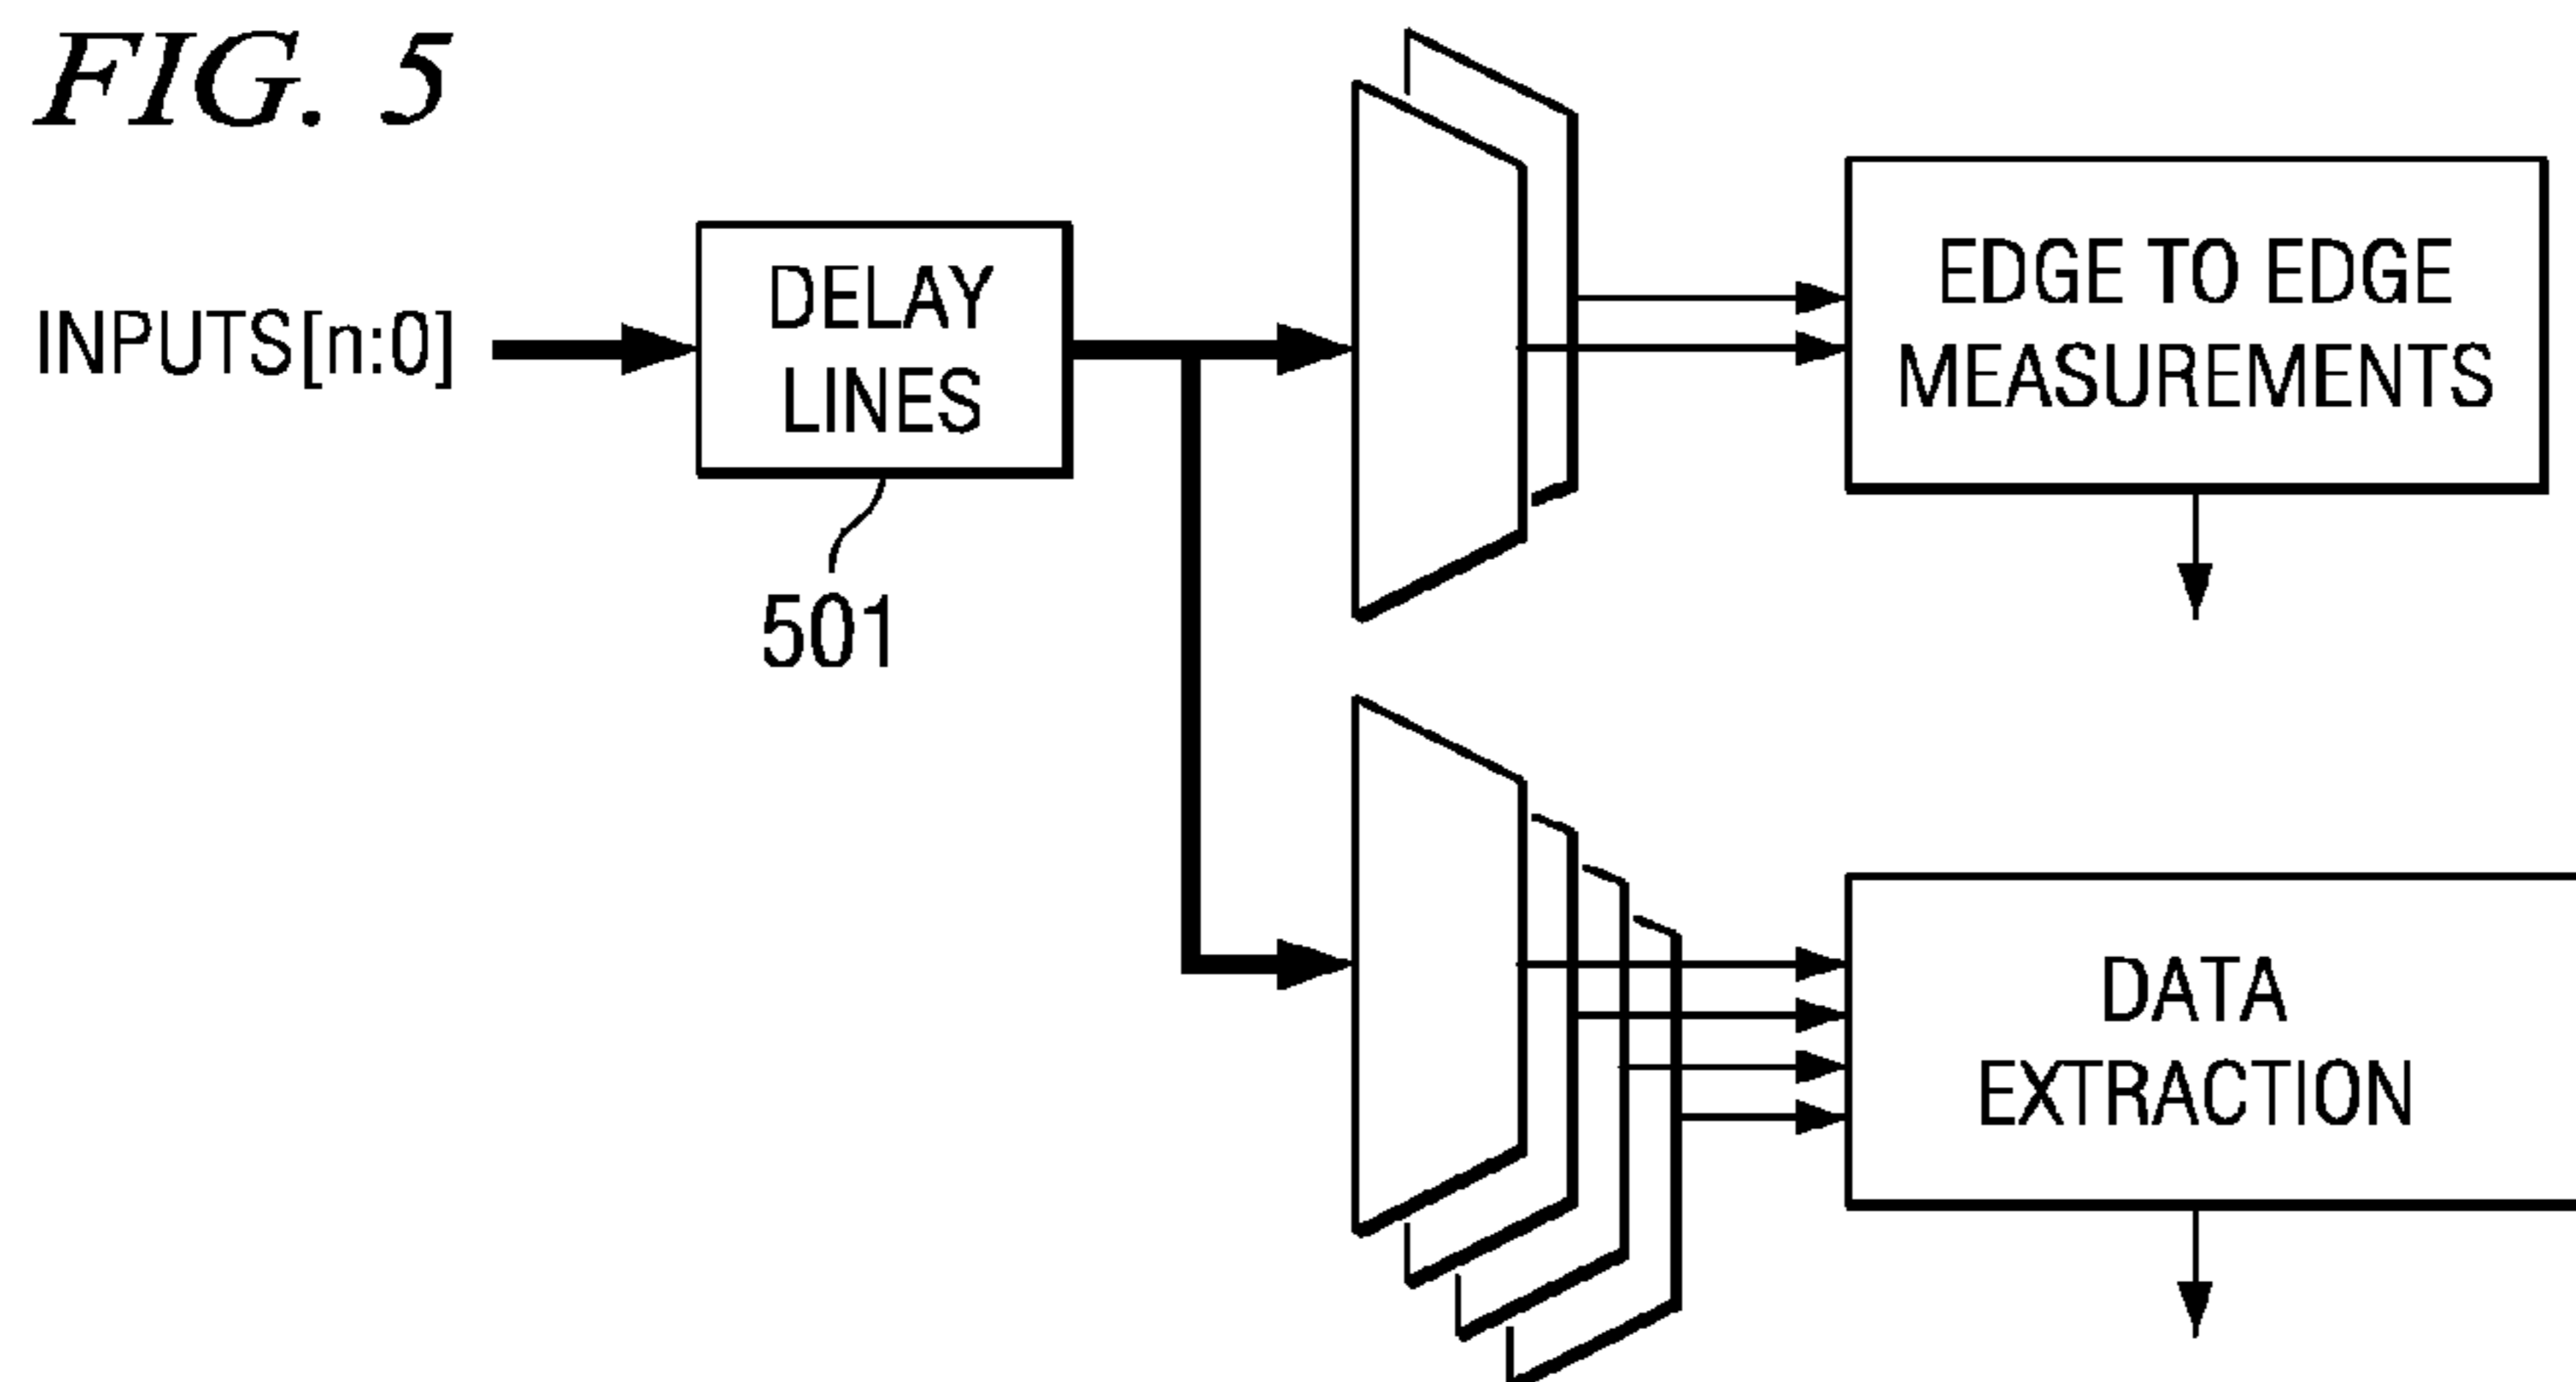 FIG. 5
INPUTS[n:0]
DELAY
LINES
501
EDGE TO EDGE
MEASUREMENTS
DATA
EXTRACTION